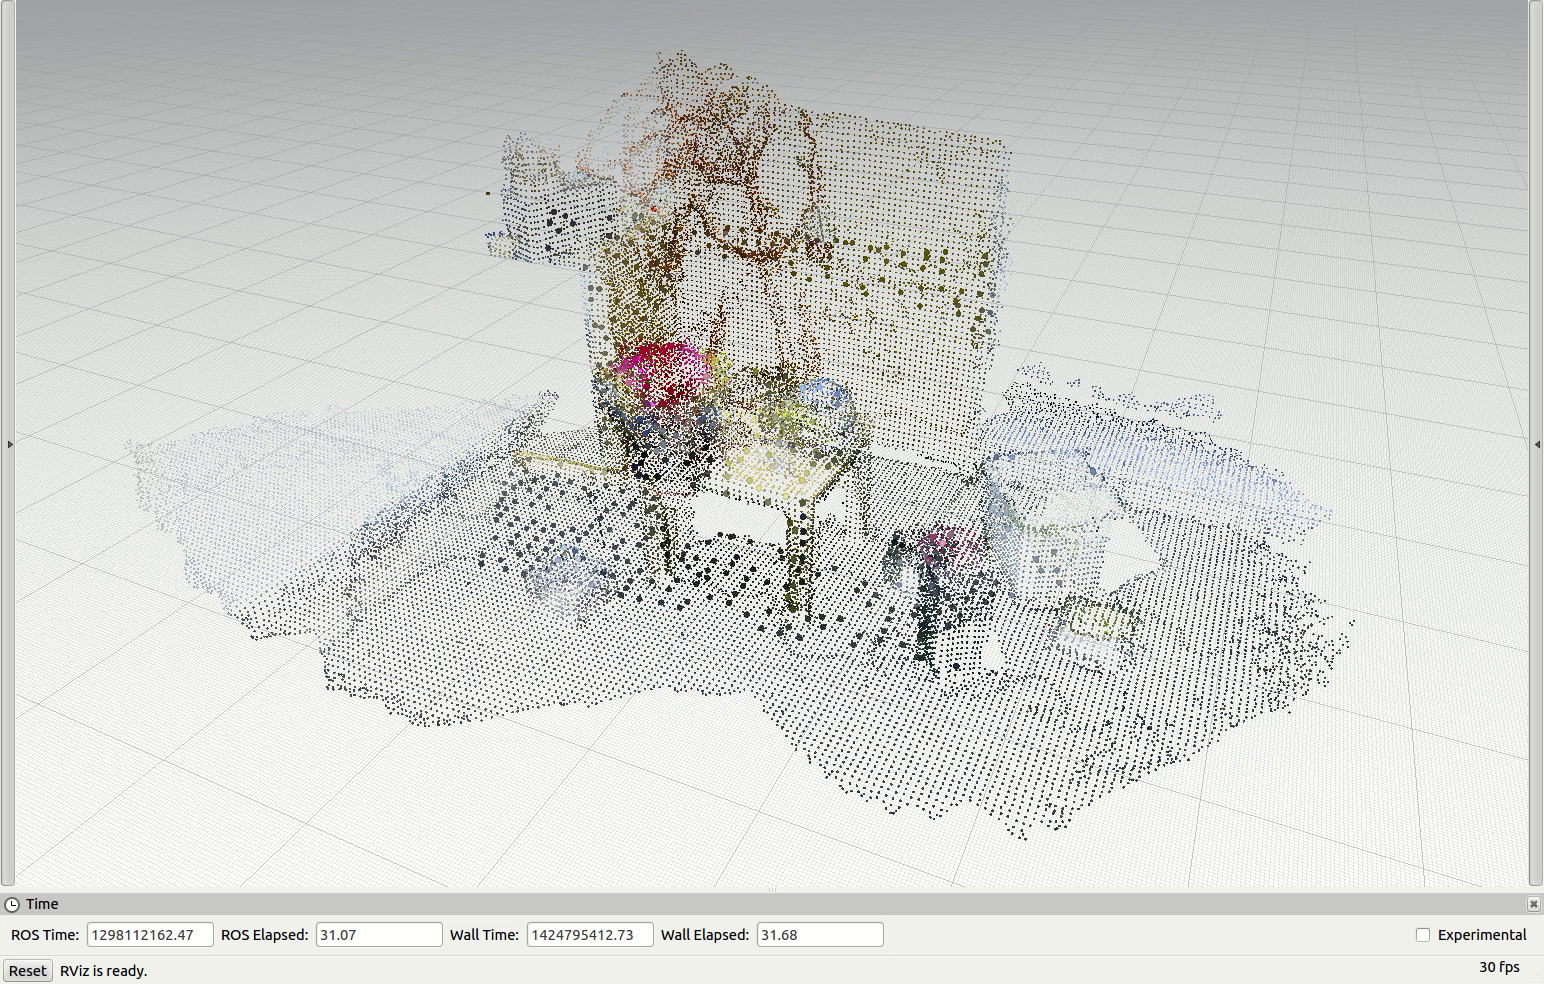 Time
ROS Time: 1298112162.47 ROS Elapsed: 31.07 Wall Time: 1424795412.73 Wall Elapsed: 31.68 Experimental
Reset RViz is ready. 30 fps